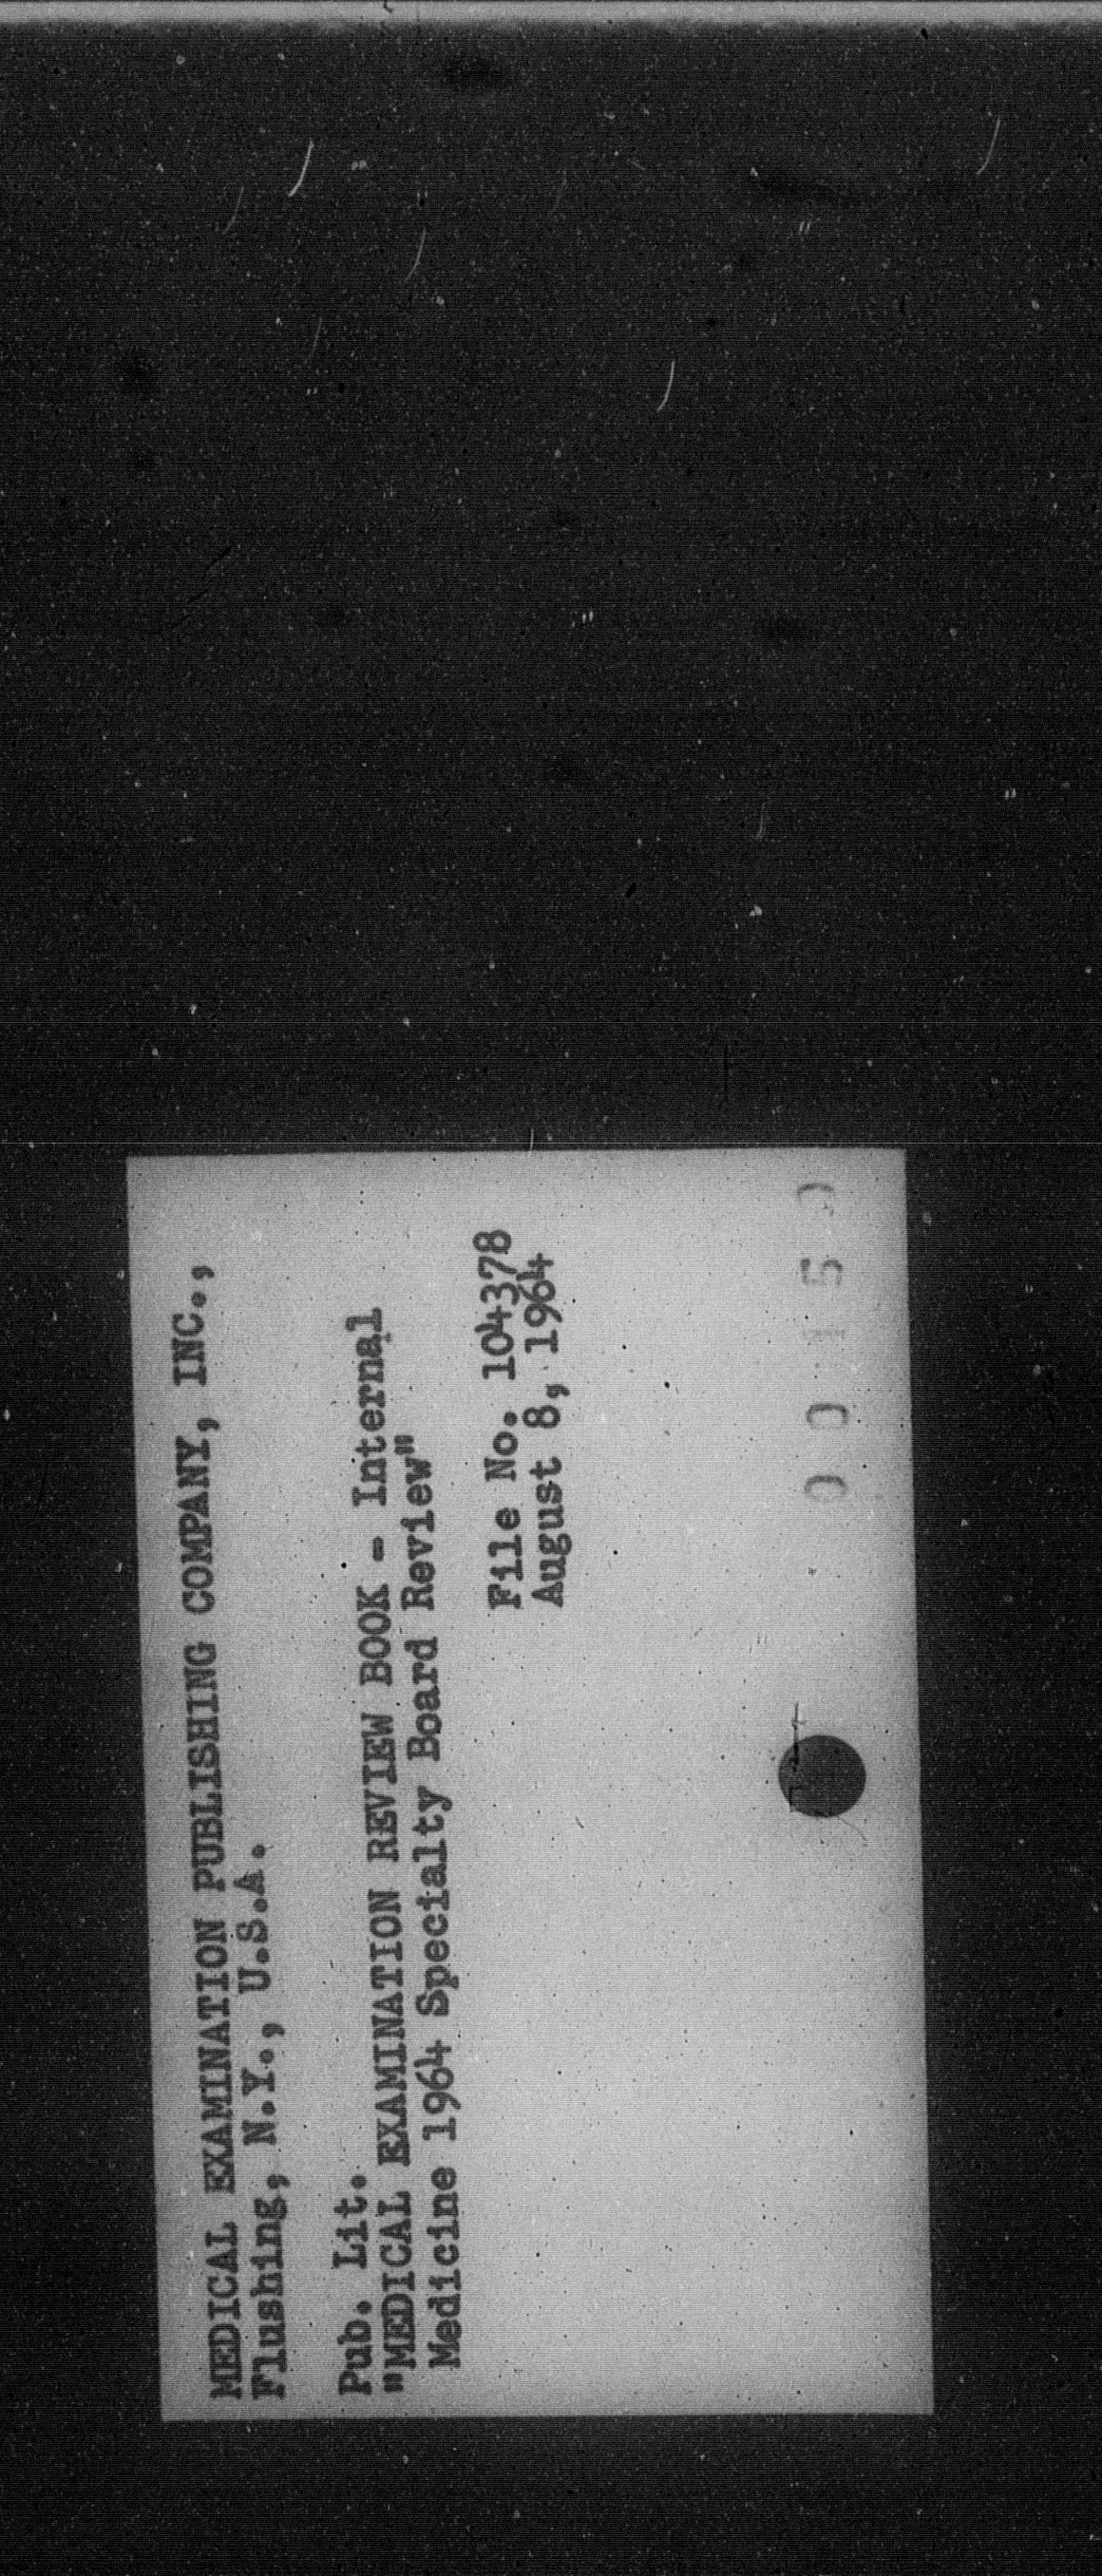 MEDICAL EXAMINATION PUBLISHING COMPANY, INC.,
Flushing, N.Y., U.S.A.
Pub. Lit.
"MEDICAL EXAMINATION REVIEW BOOK - Internal
Medicine 1964 Specialty Board Review"
File No. 104378
August 8, 1964